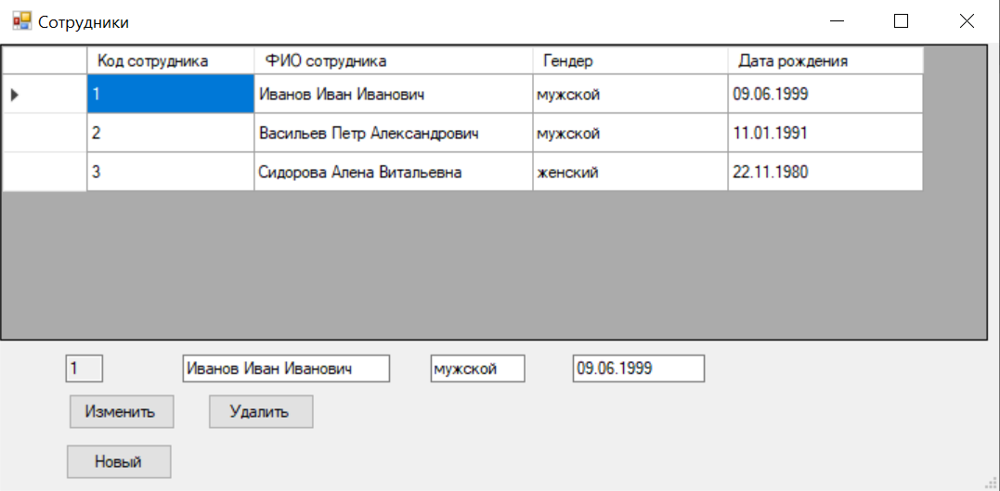 Сотрудники
Код сотрудника ФИО сотрудника Гендер Дата рождения
1 Иванов Иван Иванович мужской 09.06.1999
2 Васильев Петр Александрович мужской 11.01.1991
3 Сидорова Алена Витальевна женский 22.11.1980
1 Иванов Иван Иванович мужской 09.06.1999
Изменить Удалить
Новый